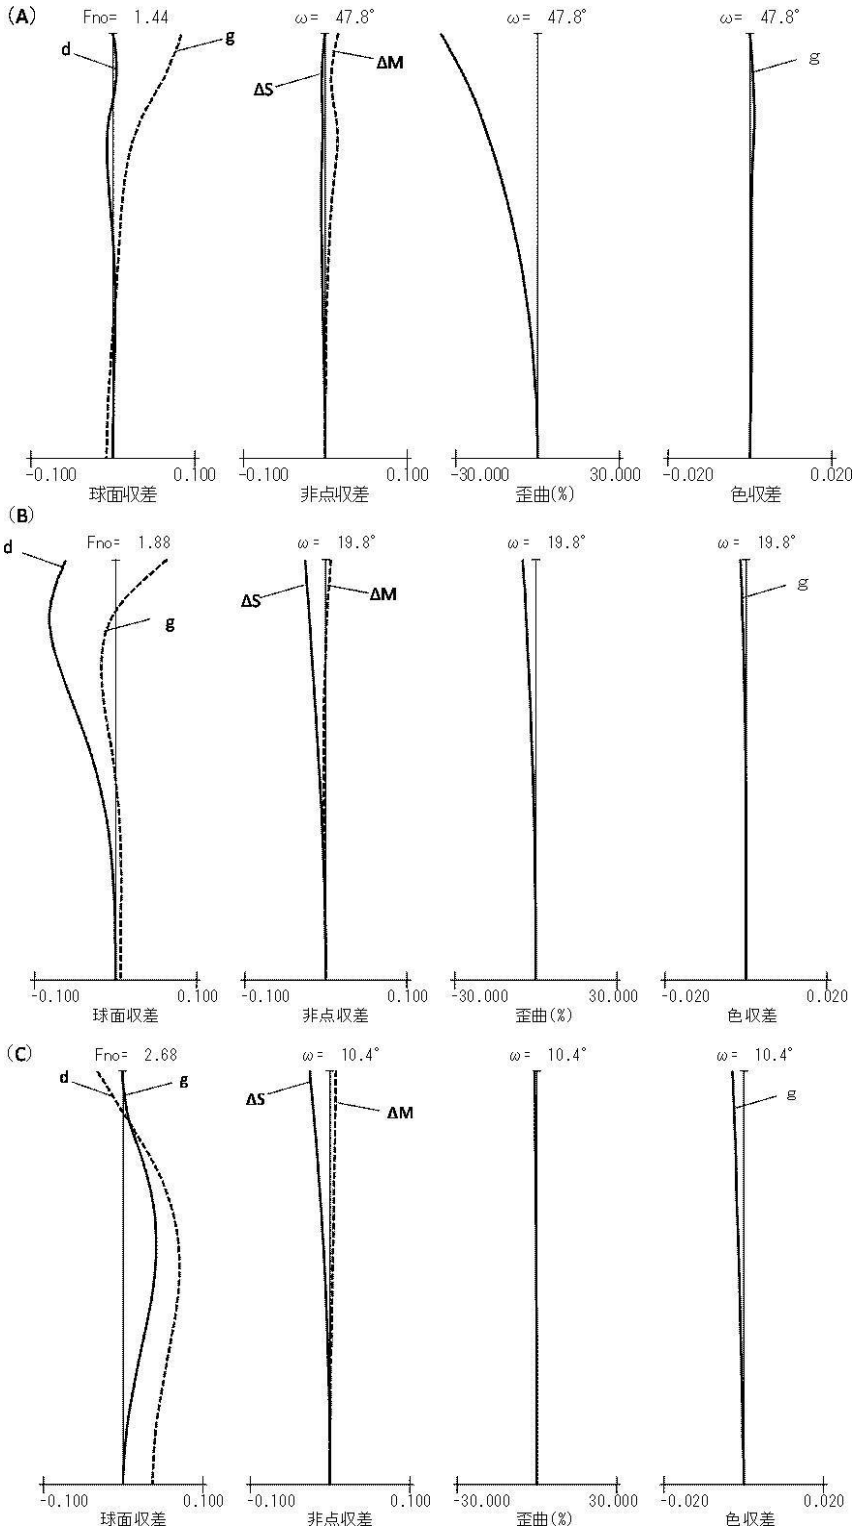 (A) Fno= 1.44 ω= 47.8° ω= 47.8° ω= 47.8°
d g ΔS ΔM g
-0.100 0.100 -0.100 0.100 -30.000 30.000 -0.020 0.020
球面収差 非点収差 歪曲(%) 色収差
(B)
d Fno= 1.88 ω= 19.8° ω= 19.8° ω= 19.8°
g ΔS ΔM g
-0.100 0.100 -0.100 0.100 -30.000 30.000 -0.020 0.020
球面収差 非点収差 歪曲(%) 色収差
(C) Fno= 2.68 ω= 10.4° ω= 10.4° ω= 10.4°
d g ΔS ΔM g
-0.100 0.100 -0.100 0.100 -30.000 30.000 -0.020 0.020
球面収差 非点収差 歪曲(%) 色収差